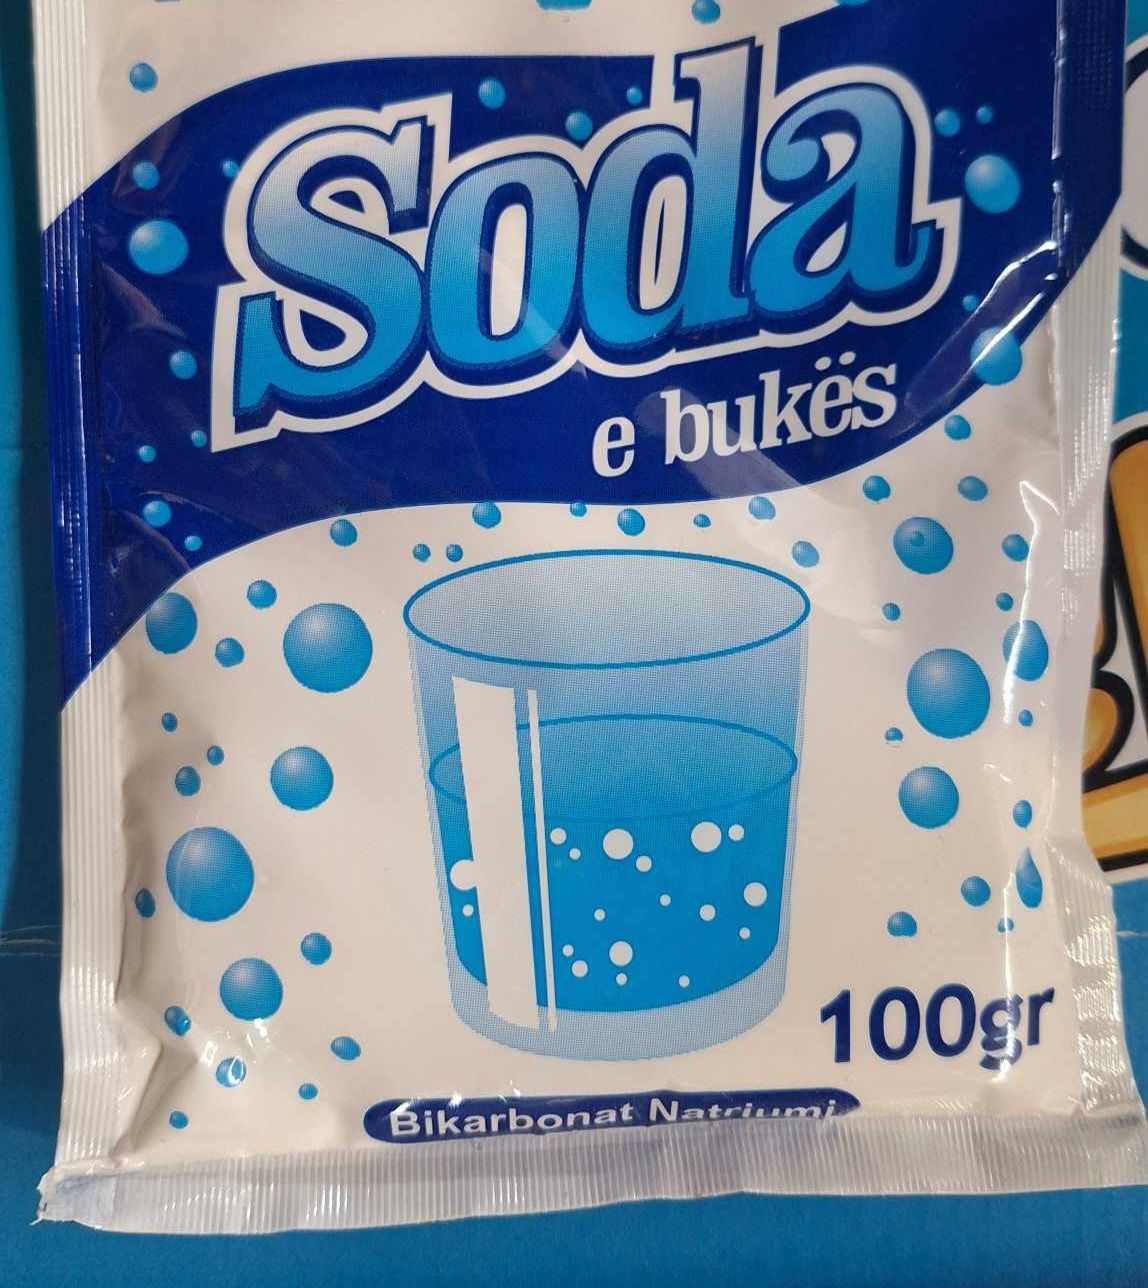 Soda
e bukës
100gr
Bikarbonat Natriumi